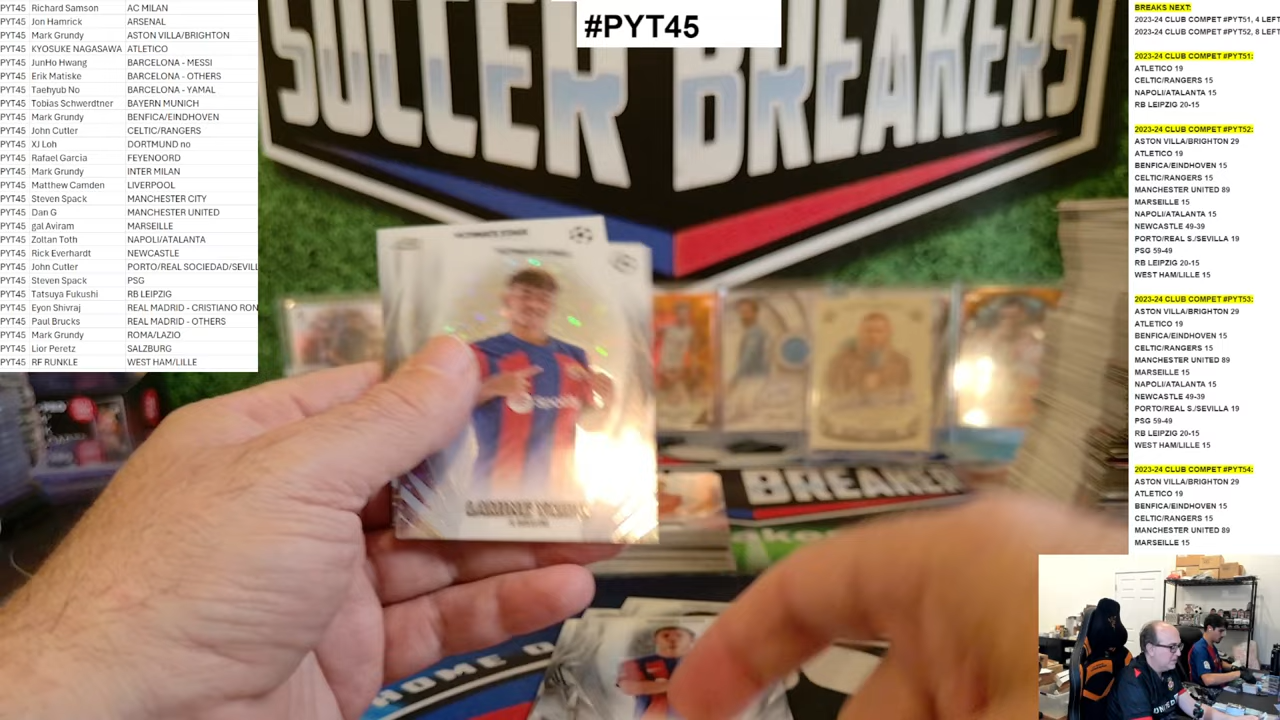 PYT45 Richard Samson AC MILAN
PYT45 Jon Hamrick ARSENAL
PYT45 Mark Grundy ASTON VILLA/BRIGHTON
PYT45 KYOSUKE NAGASAWA ATLETICO
PYT45 JunHo Hwang BARCELONA - MESSI
PYT45 Erik Matiske BARCELONA - OTHERS
PYT45 Taehyub No BARCELONA - YAMAL
PYT45 Tobias Schwerdtner BAYERN MUNICH
PYT45 Mark Grundy BENFICA/EINDHOVEN
PYT45 John Cutler CELTIC/RANGERS
PYT45 XJ Loh DORTMUND no
PYT45 Rafael Garcia FEYENOORD
PYT45 Mark Grundy INTER MILAN
PYT45 Matthew Camden LIVERPOOL
PYT45 Steven Spack MANCHESTER CITY
PYT45 Dan G MANCHESTER UNITED
PYT45 gal Aviram MARSEILLE
PYT45 Zoltan Toth NAPOLI/ATALANTA
PYT45 Rick Everhardt NEWCASTLE
PYT45 John Cutler PORTO/REAL SOCIEDAD/SEVILL
PYT45 Steven Spack PSG
PYT45 Tatsuya Fukushi RB LEIPZIG
PYT45 Eyon Shivraj REAL MADRID - CRISTIANO RON
PYT45 Paul Brucks REAL MADRID - OTHERS
PYT45 Mark Grundy ROMA/LAZIO
PYT45 Lior Peretz SALZBURG
PYT45 RF RUNKLE WEST HAM/LILLE
#PYT45
SOCCER BREAKERS
BREAKER
HOME O
BREAKS NEXT:
2023-24 CLUB COMPET #PYT51, 4 LEFT
2023-24 CLUB COMPET #PYT52, 8 LEFT
2023-24 CLUB COMPET #PYT51:
ATLETICO 19
CELTIC/RANGERS 15
NAPOLI/ATALANTA 15
RB LEIPZIG 20-15
2023-24 CLUB COMPET #PYT52:
ASTON VILLA/BRIGHTON 29
ATLETICO 19
BENFICA/EINDHOVEN 15
CELTIC/RANGERS 15
MANCHESTER UNITED 89
MARSEILLE 15
NAPOLI/ATALANTA 15
NEWCASTLE 49-39
PORTO/REAL S./SEVILLA 19
PSG 59-49
RB LEIPZIG 20-15
WEST HAM/LILLE 15
2023-24 CLUB COMPET #PYT53:
ASTON VILLA/BRIGHTON 29
ATLETICO 19
BENFICA/EINDHOVEN 15
CELTIC/RANGERS 15
MANCHESTER UNITED 89
MARSEILLE 15
NAPOLI/ATALANTA 15
NEWCASTLE 49-39
PORTO/REAL S./SEVILLA 19
PSG 59-49
RB LEIPZIG 20-15
WEST HAM/LILLE 15
2023-24 CLUB COMPET #PYT54:
ASTON VILLA/BRIGHTON 29
ATLETICO 19
BENFICA/EINDHOVEN 15
CELTIC/RANGERS 15
MANCHESTER UNITED 89
MARSEILLE 15